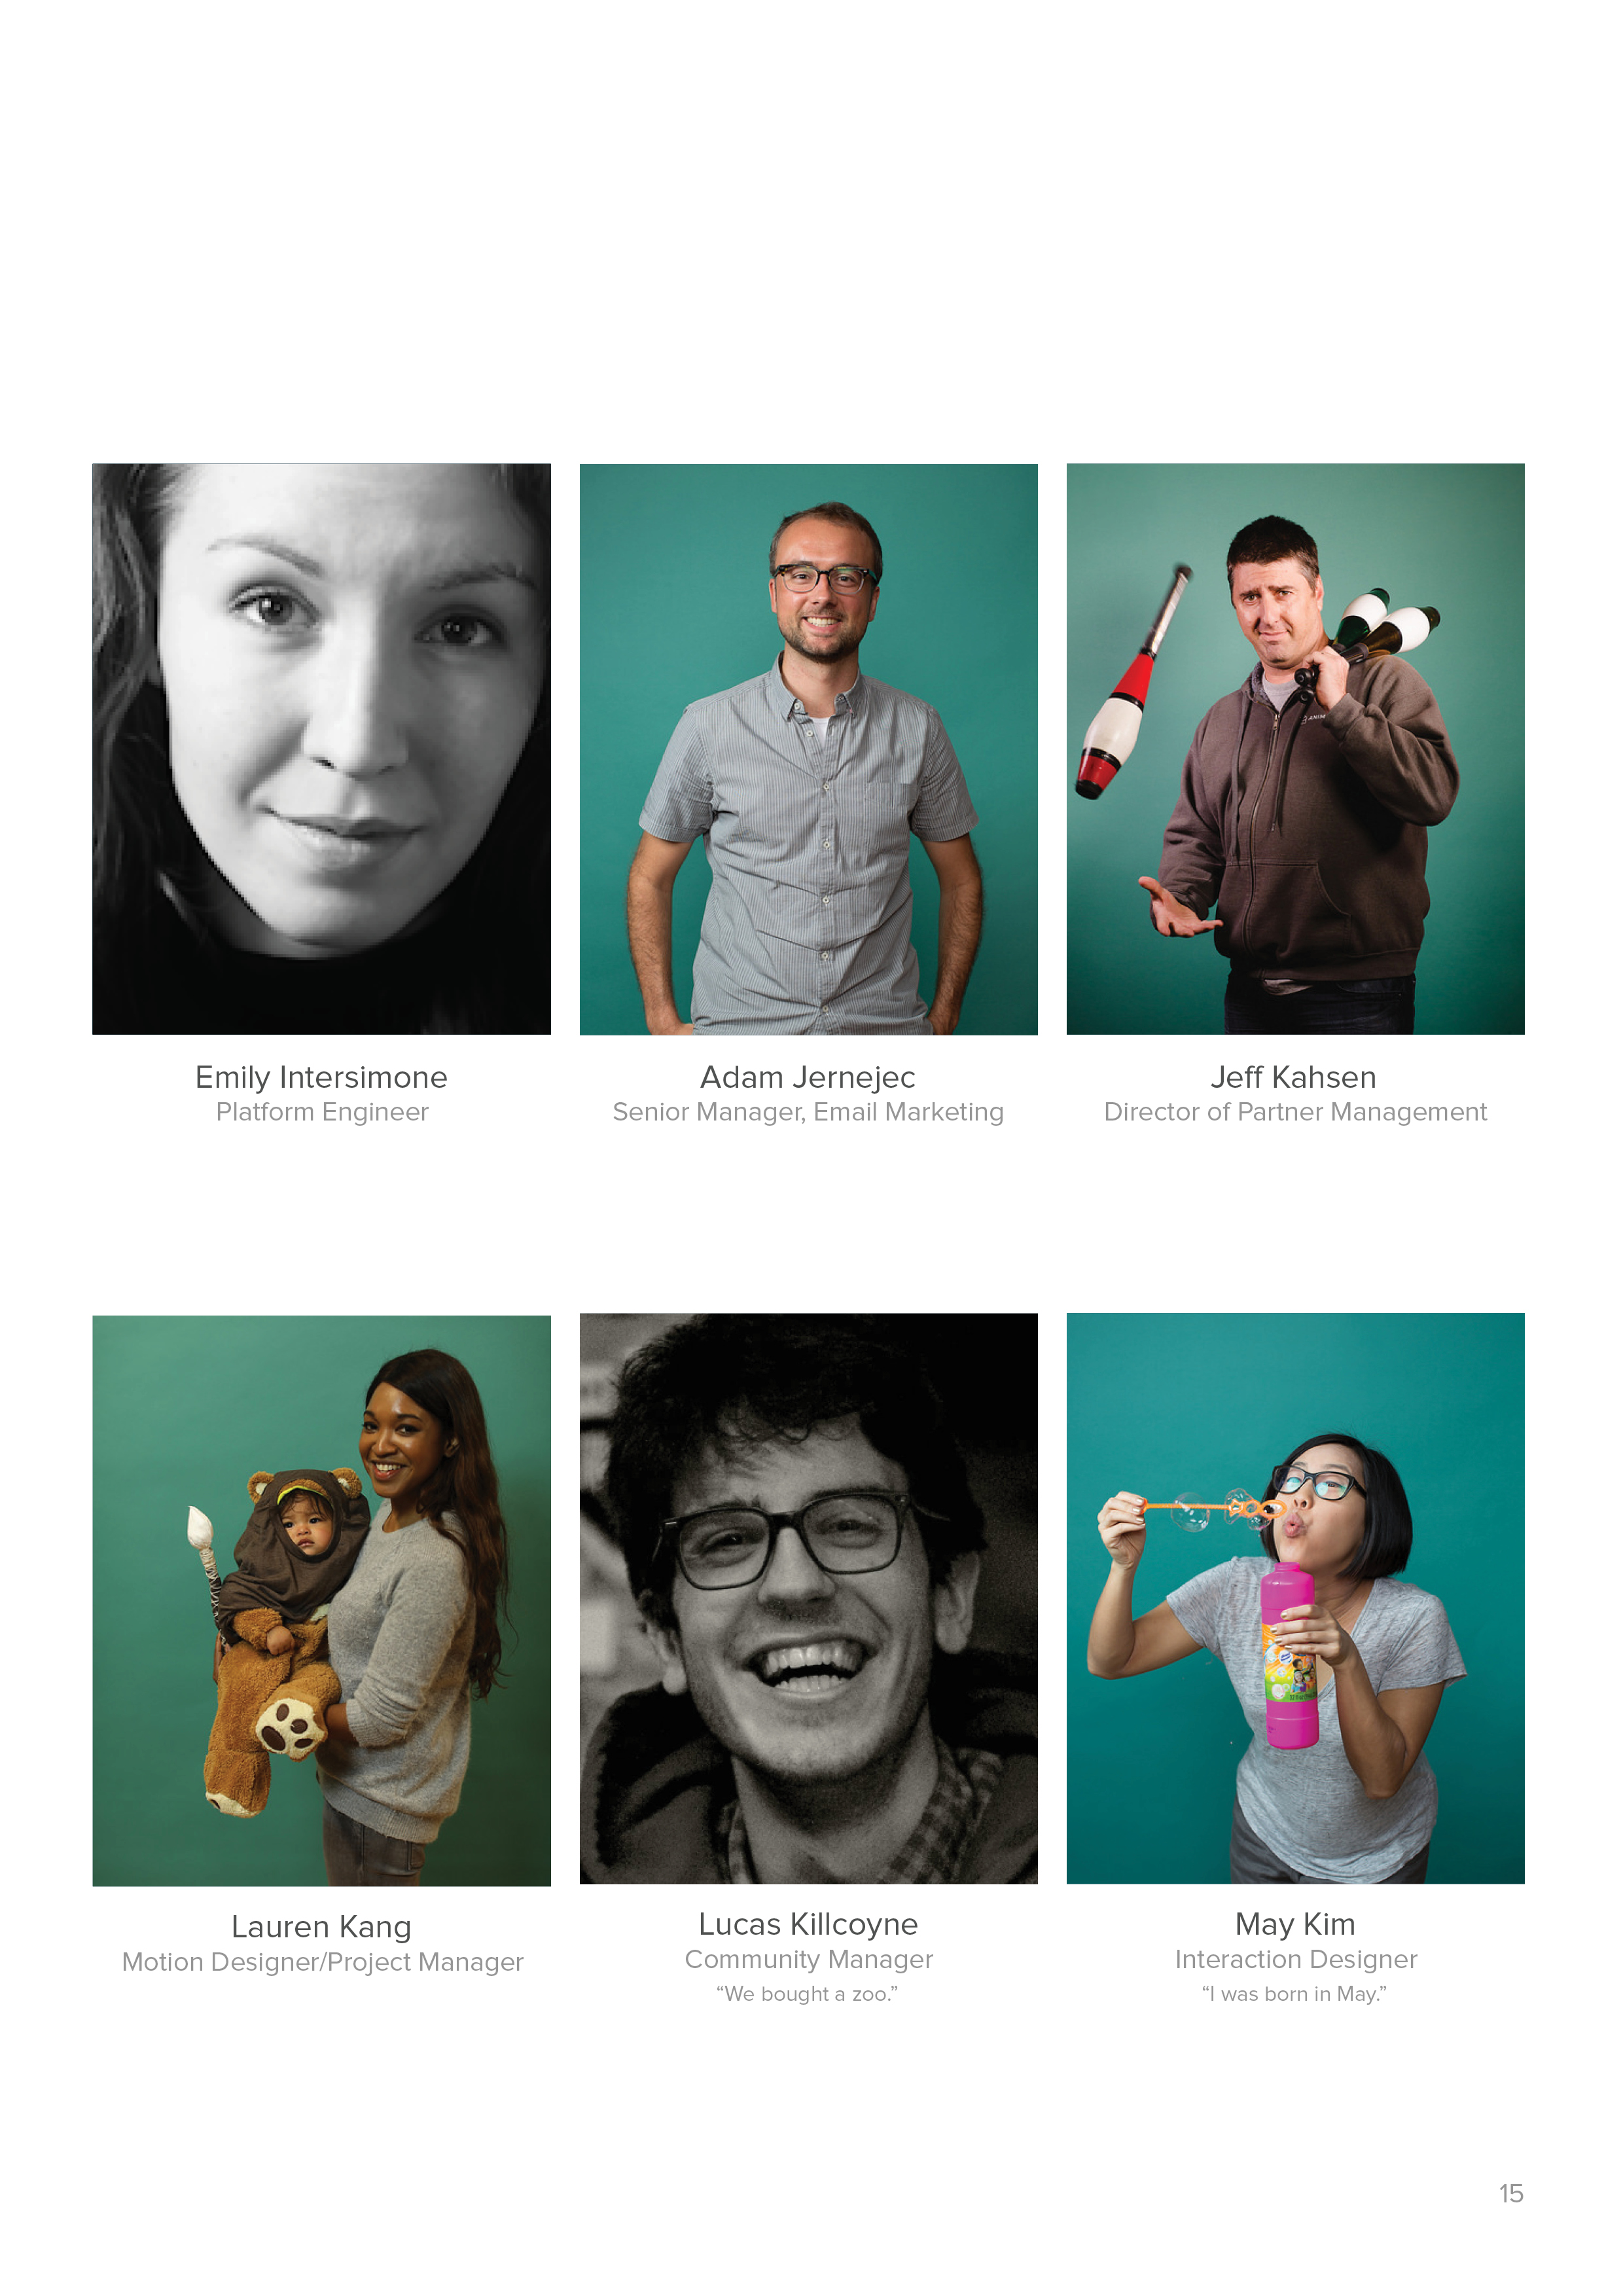 ANIM
Emily Intersimone
Platform Engineer
Adam Jernejec
Senior Manager, Email Marketing
Jeff Kahsen
Director of Partner Management
Lauren Kang
Motion Designer/Project Manager
Lucas Killcoyne
Community Manager
“We bought a zoo.”
May Kim
Interaction Designer
“I was born in May.”
15